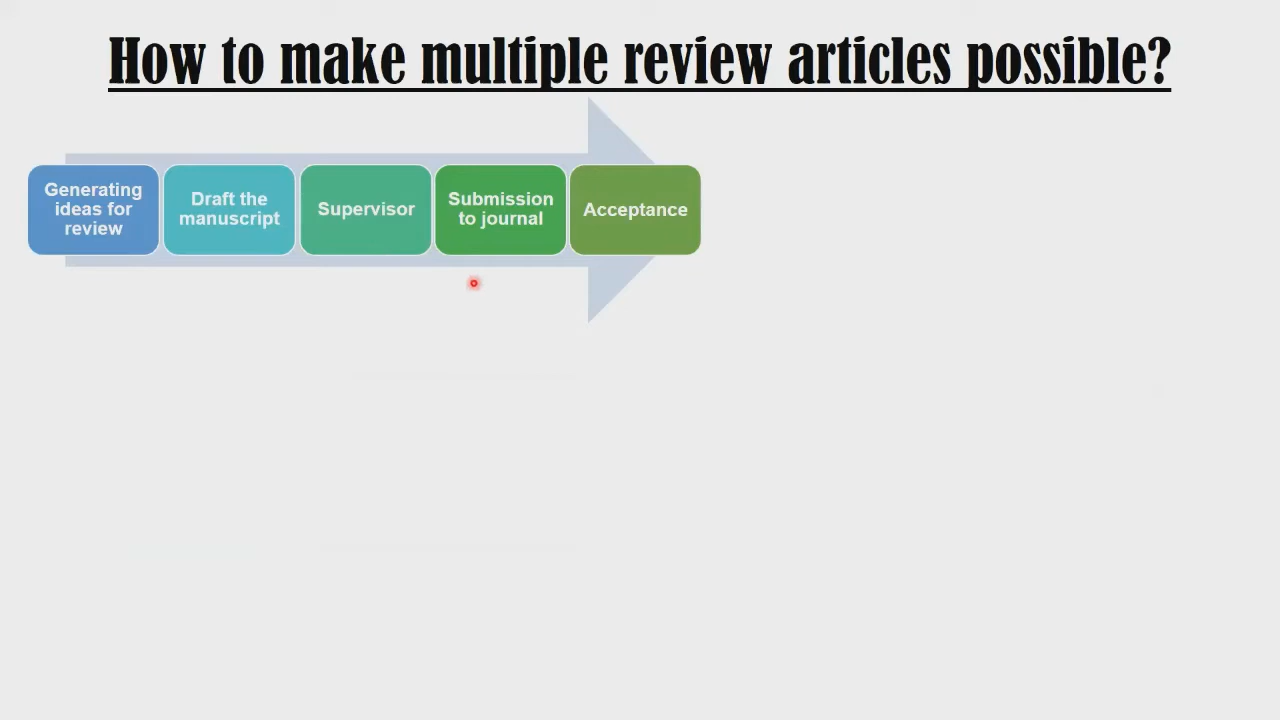 How to make multiple review articles possible?
Generating
ideas for
review
Draft the
manuscript
Supervisor
Submission
to journal
Acceptance